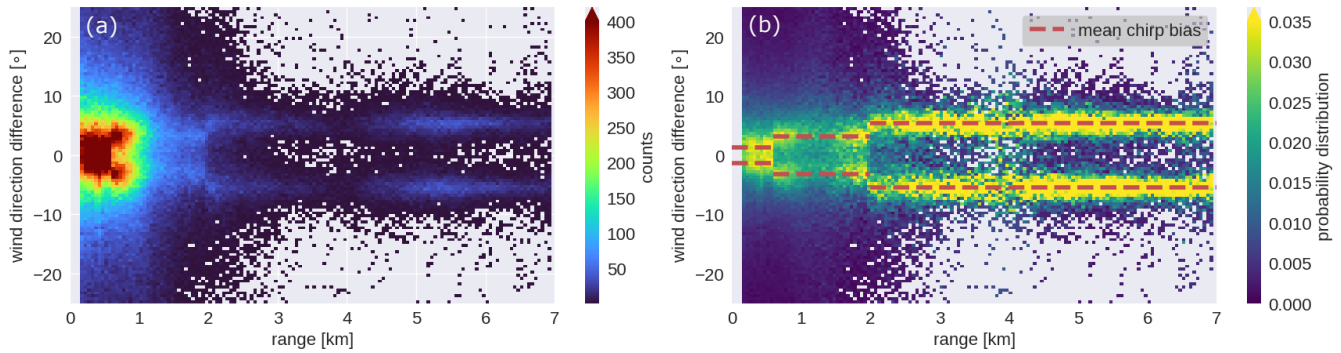 (a)
wind direction difference [∘]
20
10
0
−10
−20
0 1 2 3 4 5 6 7
range [km]
400
350
300
250
200
150
100
50
counts
(b)
mean chirp bias
wind direction difference [∘]
20
10
0
−10
−20
0 1 2 3 4 5 6 7
range [km]
0.035
0.030
0.025
0.020
0.015
0.010
0.005
0.000
probability distribution